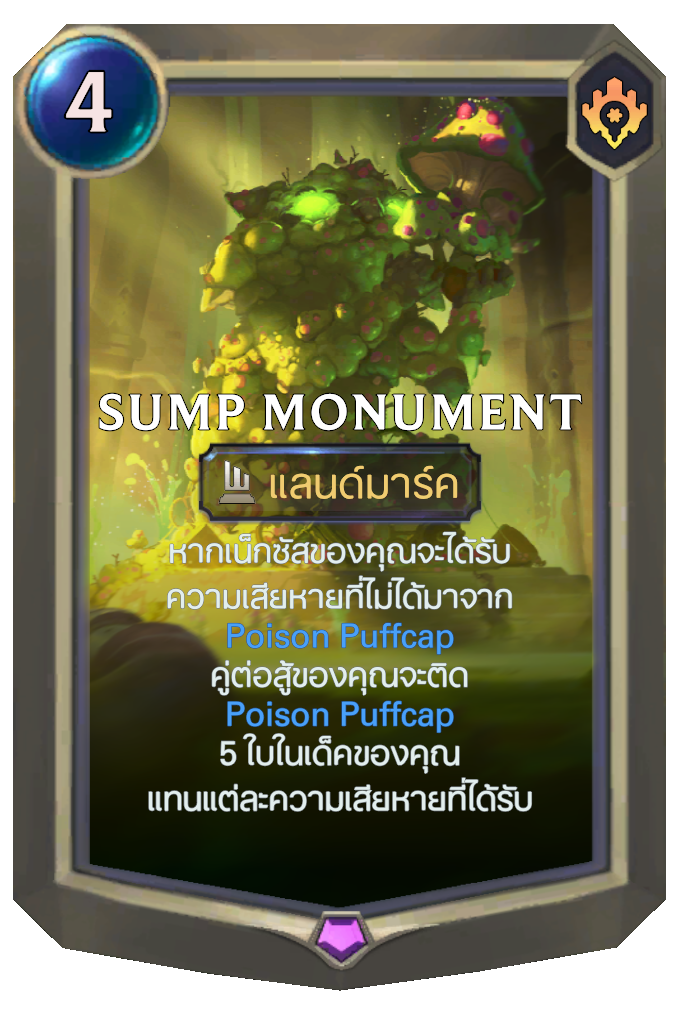 4
SUMP MONUMENT
แลนด์มาร์ค
หากเน็กซัสของคุณจะได้รับ
ความเสียหายที่ไม่ได้มาจาก
Poison Puffcap
คู่ต่อสู้ของคุณจะติด
Poison Puffcap
5 ใบในเด็คของคุณ
แทนแต่ละความเสียหายที่ได้รับ